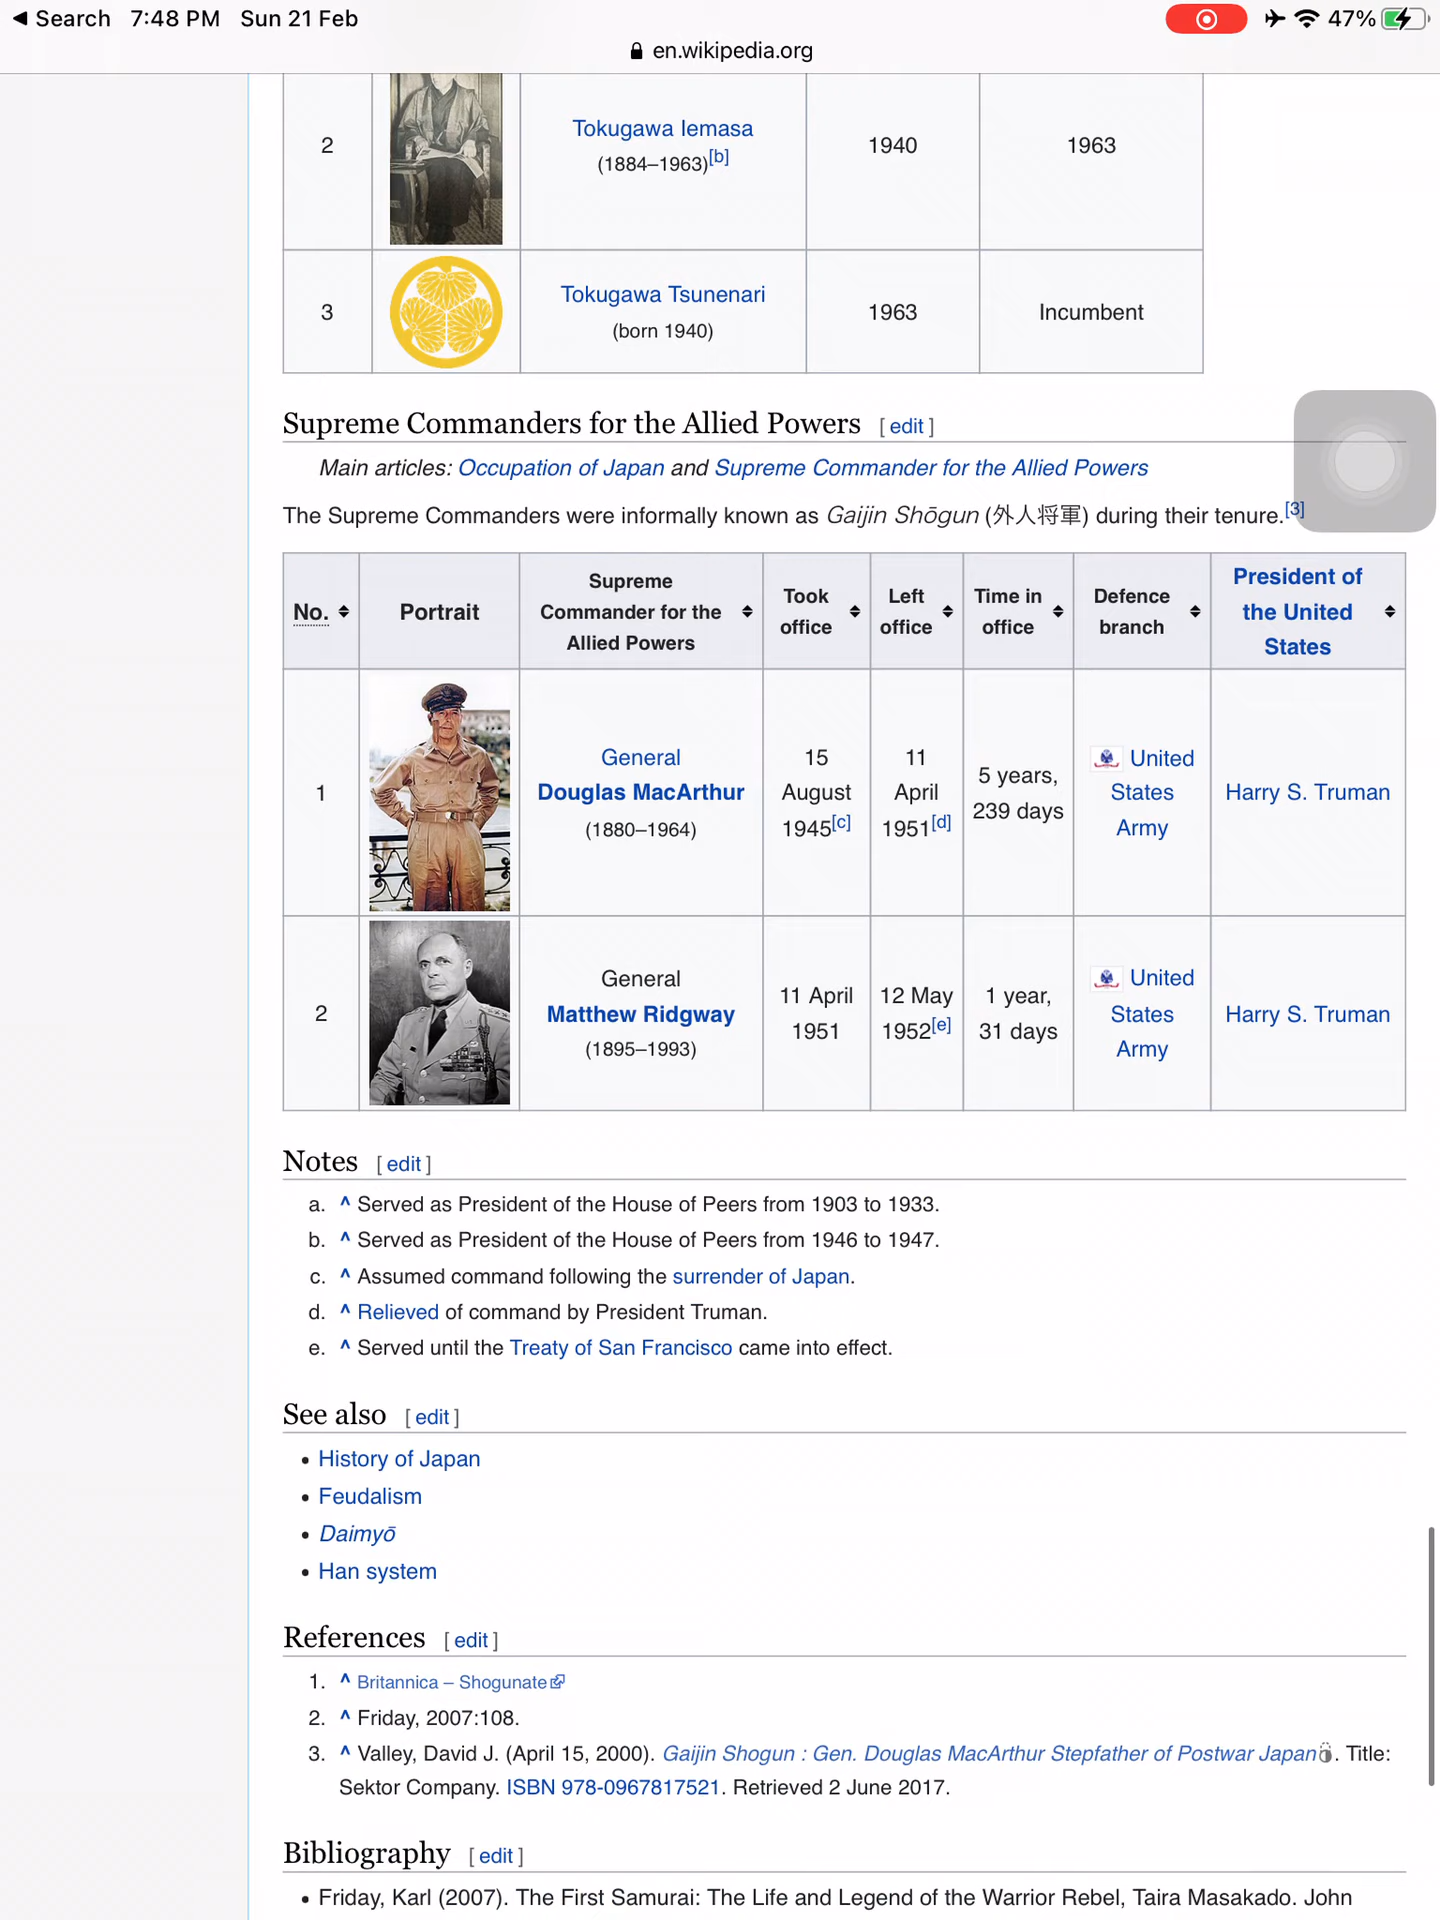 Search 7:48 PM Sun 21 Feb 47%
en.wikipedia.org
2 Tokugawa Iemasa (1884–1963)[b] 1940 1963
3 Tokugawa Tsunenari (born 1940) 1963 Incumbent
Supreme Commanders for the Allied Powers [ edit ]
Main articles: Occupation of Japan and Supreme Commander for the Allied Powers
The Supreme Commanders were informally known as Gaijin Shōgun (外人将軍) during their tenure.[3]
No. Portrait Supreme Commander for the Allied Powers Took office Left office Time in office Defence branch President of the United States
1 General Douglas MacArthur (1880–1964) 15 August 1945[c] 11 April 1951[d] 5 years, 239 days United States Army Harry S. Truman
2 General Matthew Ridgway (1895–1993) 11 April 1951 12 May 1952[e] 1 year, 31 days United States Army Harry S. Truman
Notes [ edit ]
a. ^ Served as President of the House of Peers from 1903 to 1933.
b. ^ Served as President of the House of Peers from 1946 to 1947.
c. ^ Assumed command following the surrender of Japan.
d. ^ Relieved of command by President Truman.
e. ^ Served until the Treaty of San Francisco came into effect.
See also [ edit ]
• History of Japan
• Feudalism
• Daimyō
• Han system
References [ edit ]
1. ^ Britannica – Shogunate
2. ^ Friday, 2007:108.
3. ^ Valley, David J. (April 15, 2000). Gaijin Shogun : Gen. Douglas MacArthur Stepfather of Postwar Japan. Title:
Sektor Company. ISBN 978-0967817521. Retrieved 2 June 2017.
Bibliography [ edit ]
• Friday, Karl (2007). The First Samurai: The Life and Legend of the Warrior Rebel, Taira Masakado. John